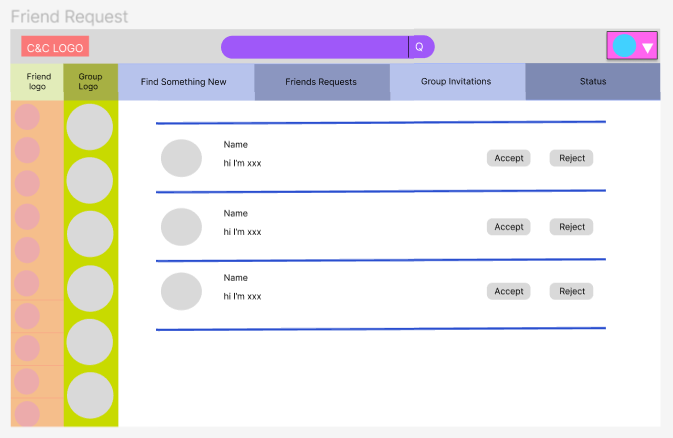 Friend Request
C&C LOGO
Q
Friend
logo
Group
Logo
Find Something New
Friends Requests
Group Invitations
Status
Name
hi I'm xxx
Accept
Reject
Name
hi I'm xxx
Accept
Reject
Name
hi I'm xxx
Accept
Reject